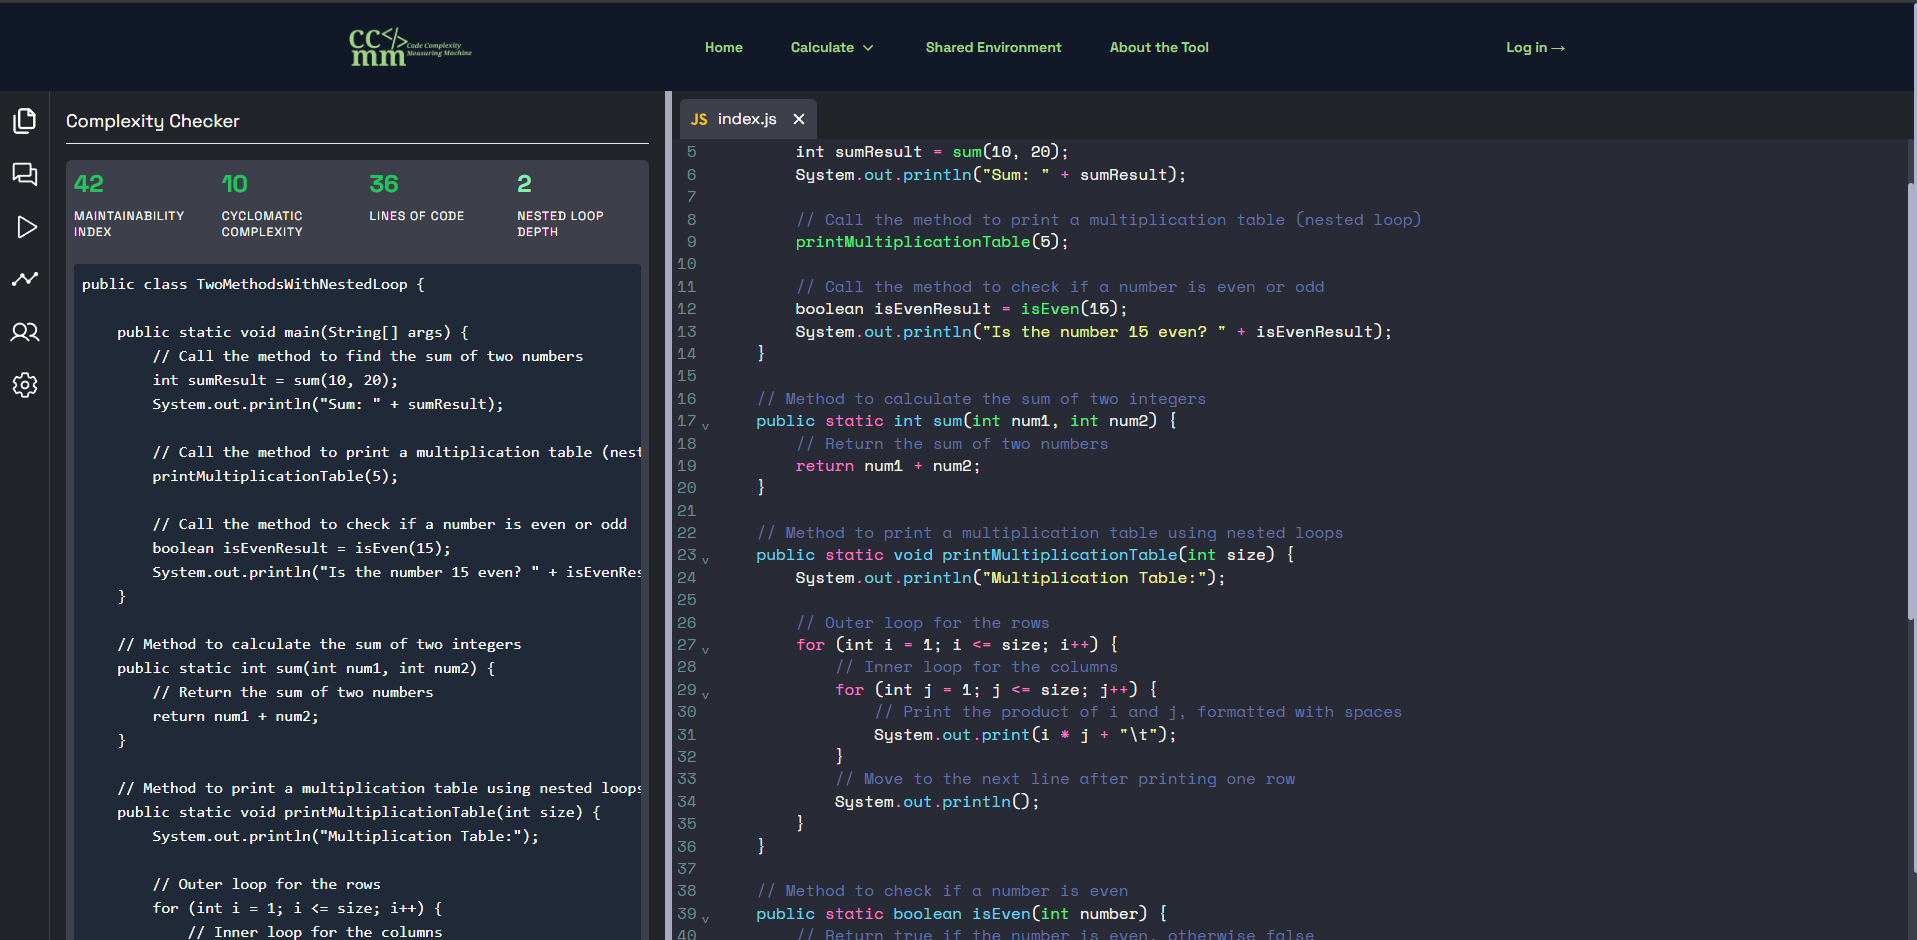 cc</>
mm Code Complexity
Measuring Machine
Home
Calculate
Shared Environment
About the Tool
Log in →
Complexity Checker
42
MAINTAINABILITY
INDEX
10
CYCLOMATIC
COMPLEXITY
36
LINES OF CODE
2
NESTED LOOP
DEPTH
public class TwoMethodsWithNestedLoop {
public static void main(String[] args) {
// Call the method to find the sum of two numbers
int sumResult = sum(10, 20);
System.out.println("Sum: " + sumResult);
// Call the method to print a multiplication table (nest
printMultiplicationTable(5);
// Call the method to check if a number is even or odd
boolean isEvenResult = isEven(15);
System.out.println("Is the number 15 even? " + isEvenRes
}
// Method to calculate the sum of two integers
public static int sum(int num1, int num2) {
// Return the sum of two numbers
return num1 + num2;
}
// Method to print a multiplication table using nested loops
public static void printMultiplicationTable(int size) {
System.out.println("Multiplication Table:");
// Outer loop for the rows
for (int i = 1; i <= size; i++) {
// Inner loop for the columns
JS index.js ×
5 int sumResult = sum(10, 20);
6 System.out.println("Sum: " + sumResult);
7
8 // Call the method to print a multiplication table (nested loop)
9 printMultiplicationTable(5);
10
11 // Call the method to check if a number is even or odd
12 boolean isEvenResult = isEven(15);
13 System.out.println("Is the number 15 even? " + isEvenResult);
14 }
15
16 // Method to calculate the sum of two integers
17 public static int sum(int num1, int num2) {
18 // Return the sum of two numbers
19 return num1 + num2;
20 }
21
22 // Method to print a multiplication table using nested loops
23 public static void printMultiplicationTable(int size) {
24 System.out.println("Multiplication Table:");
25
26 // Outer loop for the rows
27 for (int i = 1; i <= size; i++) {
28 // Inner loop for the columns
29 for (int j = 1; j <= size; j++) {
30 // Print the product of i and j, formatted with spaces
31 System.out.print(i * j + "\t");
32 }
33 // Move to the next line after printing one row
34 System.out.println();
35 }
36 }
37
38 // Method to check if a number is even
39 public static boolean isEven(int number) {
40 // Return true if the number is even, otherwise false